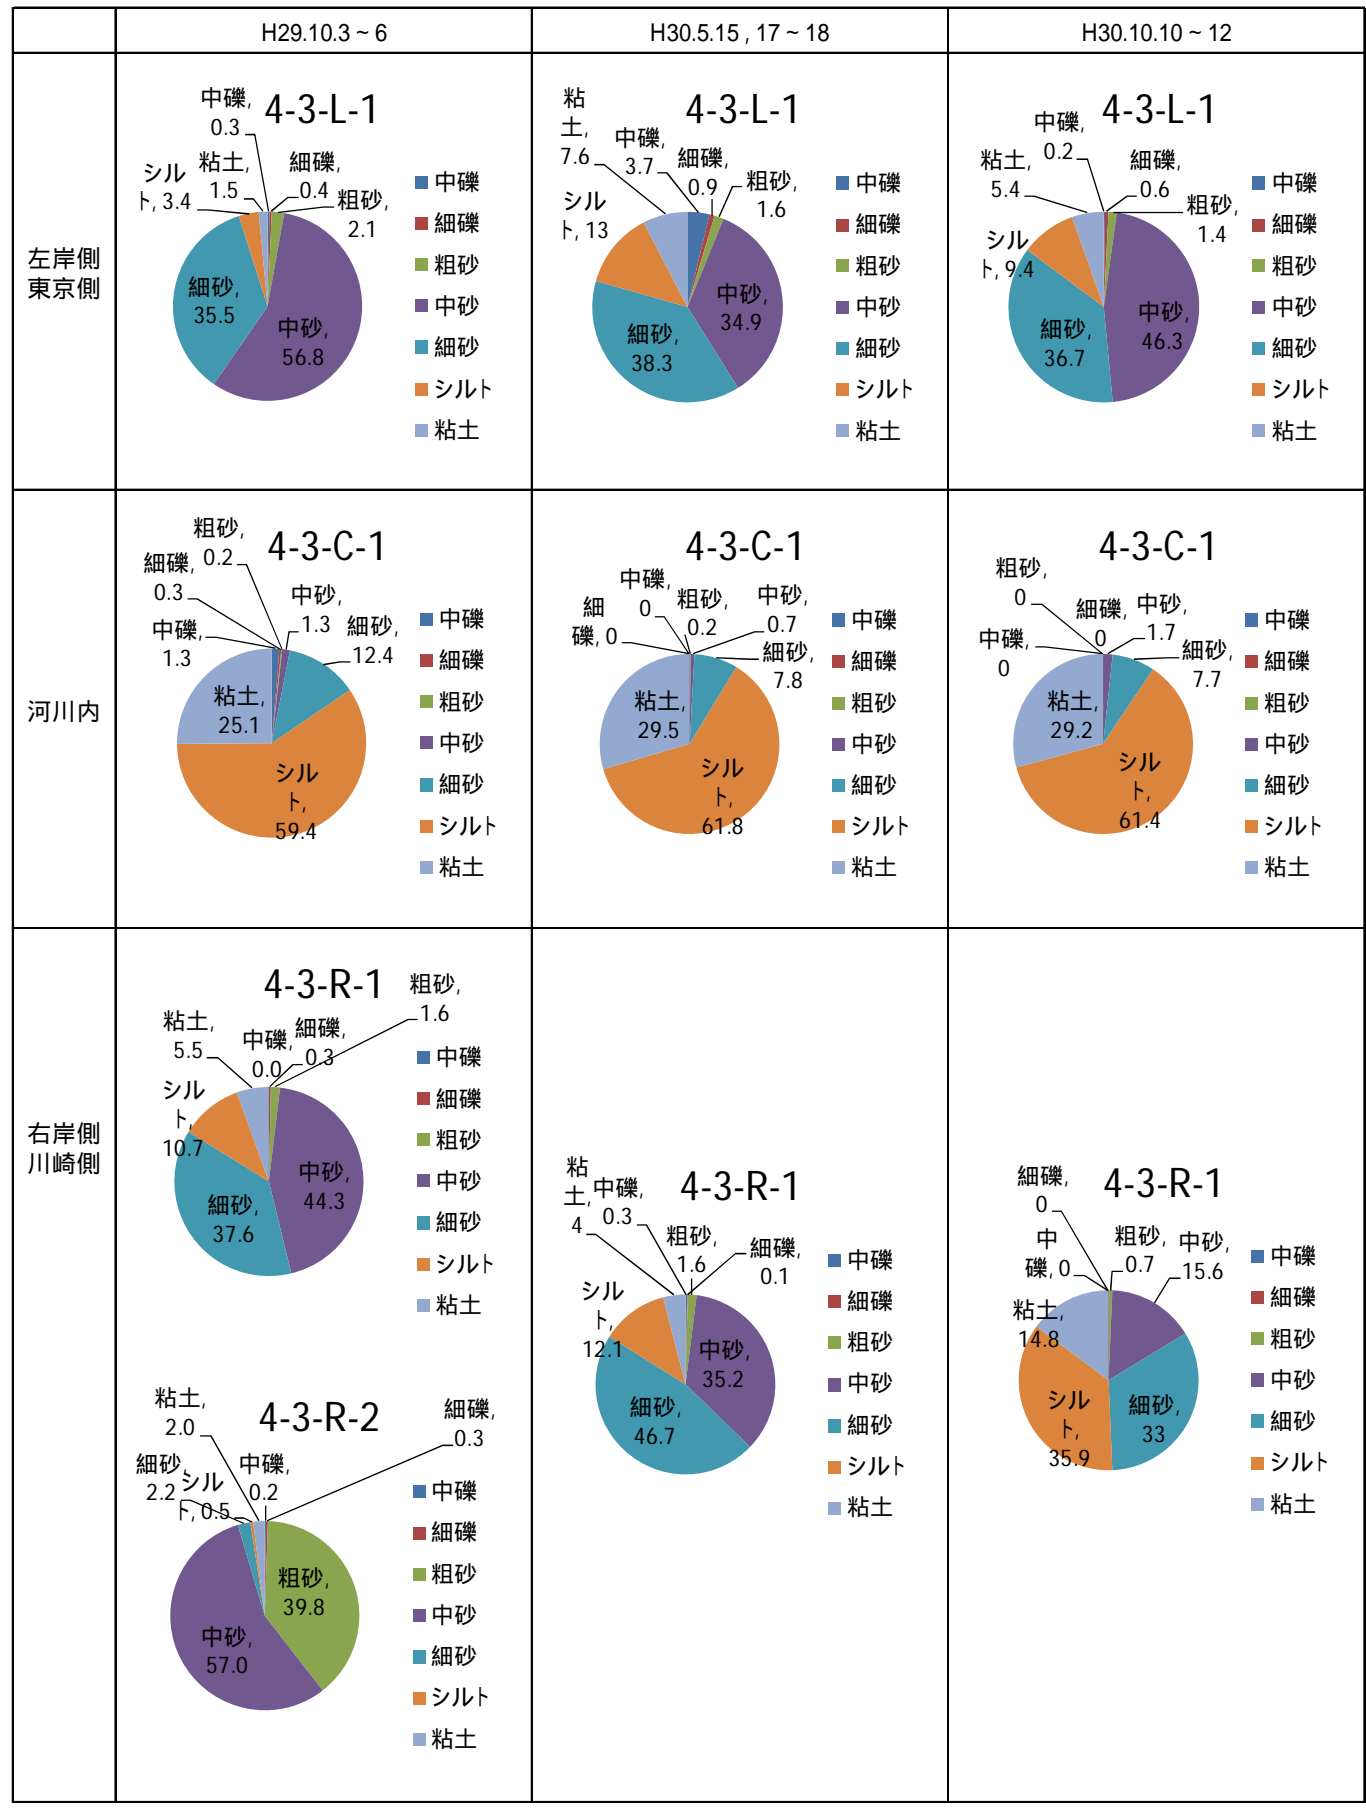 H29.10.3 ~ 6
H30.5.15 , 17 ~ 18
H30.10.10 ~ 12
左岸側
東京側
4-3-L-1
中礫,
0.3
細礫,
0.4
粗砂,
2.1
中砂,
56.8
細砂,
35.5
シル
ト, 3.4
粘土,
1.5
中礫
細礫
粗砂
中砂
細砂
シルト
粘土
4-3-L-1
中礫,
3.7
細礫,
0.9
粗砂,
1.6
中砂,
34.9
細砂,
38.3
シル
ト, 13
粘
土,
7.6
中礫
細礫
粗砂
中砂
細砂
シルト
粘土
4-3-L-1
中礫,
0.2
細礫,
0.6
粗砂,
1.4
中砂,
46.3
細砂,
36.7
シル
ト, 9.4
粘土,
5.4
中礫
細礫
粗砂
中砂
細砂
シルト
粘土
河川内
4-3-C-1
中礫,
1.3
細礫,
0.3
粗砂,
0.2
中砂,
1.3
細砂,
12.4
シル
ト,
59.4
粘土,
25.1
中礫
細礫
粗砂
中砂
細砂
シルト
粘土
4-3-C-1
中礫,
0
細
礫, 0
粗砂,
0.2
中砂,
0.7
細砂,
7.8
シル
ト,
61.8
粘土,
29.5
中礫
細礫
粗砂
中砂
細砂
シルト
粘土
4-3-C-1
中礫,
0
細礫,
0
粗砂,
0
中砂,
1.7
細砂,
7.7
シル
ト,
61.4
粘土,
29.2
中礫
細礫
粗砂
中砂
細砂
シルト
粘土
右岸側
川崎側
4-3-R-1
中礫,
0.0
細礫,
0.3
粗砂,
1.6
中砂,
44.3
細砂,
37.6
シル
ト,
10.7
粘土,
5.5
中礫
細礫
粗砂
中砂
細砂
シルト
粘土
4-3-R-2
中礫,
0.2
細礫,
0.3
粗砂,
39.8
中砂,
57.0
細砂,
2.2
シル
ト, 0.5
粘土,
2.0
中礫
細礫
粗砂
中砂
細砂
シルト
粘土
4-3-R-1
中礫,
0.3
細礫,
0.1
粗砂,
1.6
中砂,
35.2
細砂,
46.7
シル
ト,
12.1
粘
土,
4
中礫
細礫
粗砂
中砂
細砂
シルト
粘土
4-3-R-1
中
礫, 0
細礫,
0
粗砂,
0.7
中砂,
15.6
細砂,
33
シル
ト,
35.9
粘土,
14.8
中礫
細礫
粗砂
中砂
細砂
シルト
粘土